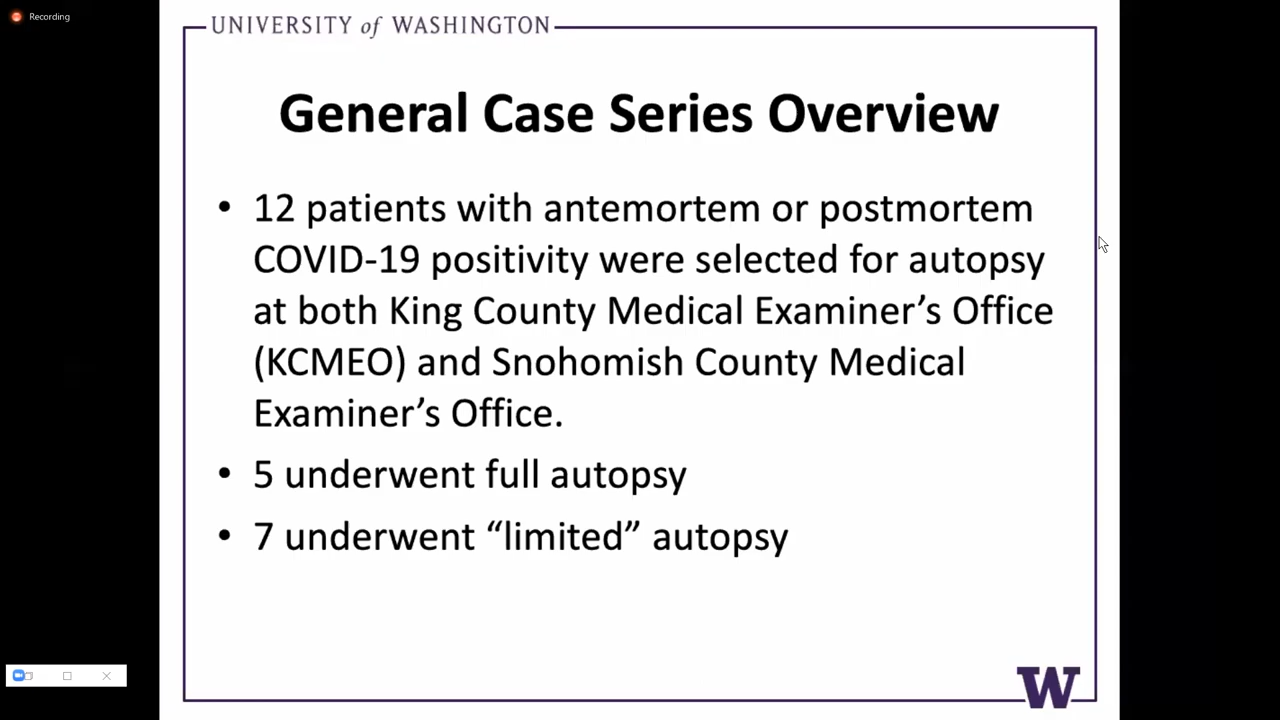 Recording
UNIVERSITY of WASHINGTON
General Case Series Overview
• 12 patients with antemortem or postmortem
COVID-19 positivity were selected for autopsy
at both King County Medical Examiner’s Office
(KCMEO) and Snohomish County Medical
Examiner’s Office.
• 5 underwent full autopsy
• 7 underwent “limited” autopsy
W